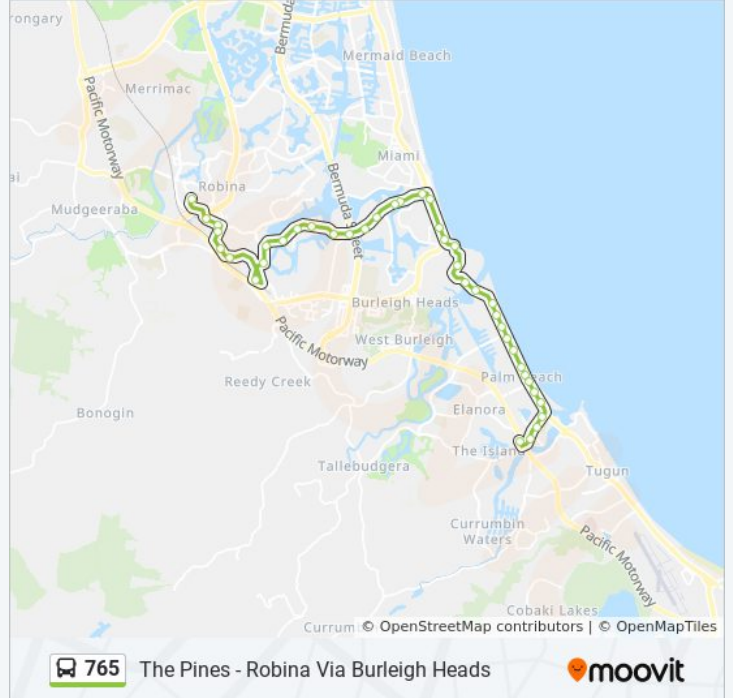 rongary
Bermuda
Mermaid Beach
Merrimac
Pacific Motorway
Miami
ai
Robina
Mudgeeraba
Bermuda Street
Burleigh Heads
Pacific Motorway
West Burleigh
Reedy Creek
Palm Beach
Bonogin
Elanora
The Island
Tallebudgera
Tugun
Currumbin
Waters
Pacific Motorway
Cobaki Lakes
Currum
© OpenStreetMap contributors | © OpenMapTiles
765 The Pines - Robina Via Burleigh Heads
moovit